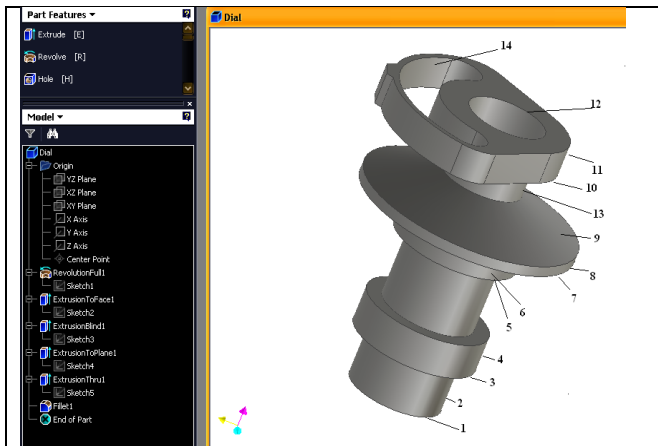 Part Features
Extrude [E]
Revolve [R]
Hole [H]
Model
Dial
Origin
YZ Plane
XZ Plane
XY Plane
X Axis
Y Axis
Z Axis
Center Point
RevolutionFull1
Sketch1
ExtrusionToFace1
Sketch2
ExtrusionBlind1
Sketch3
ExtrusionToPlane1
Sketch4
ExtrusionThru1
Sketch5
Fillet1
End of Part
Dial
14
12
11
10
13
9
8
7
6
5
4
3
2
1